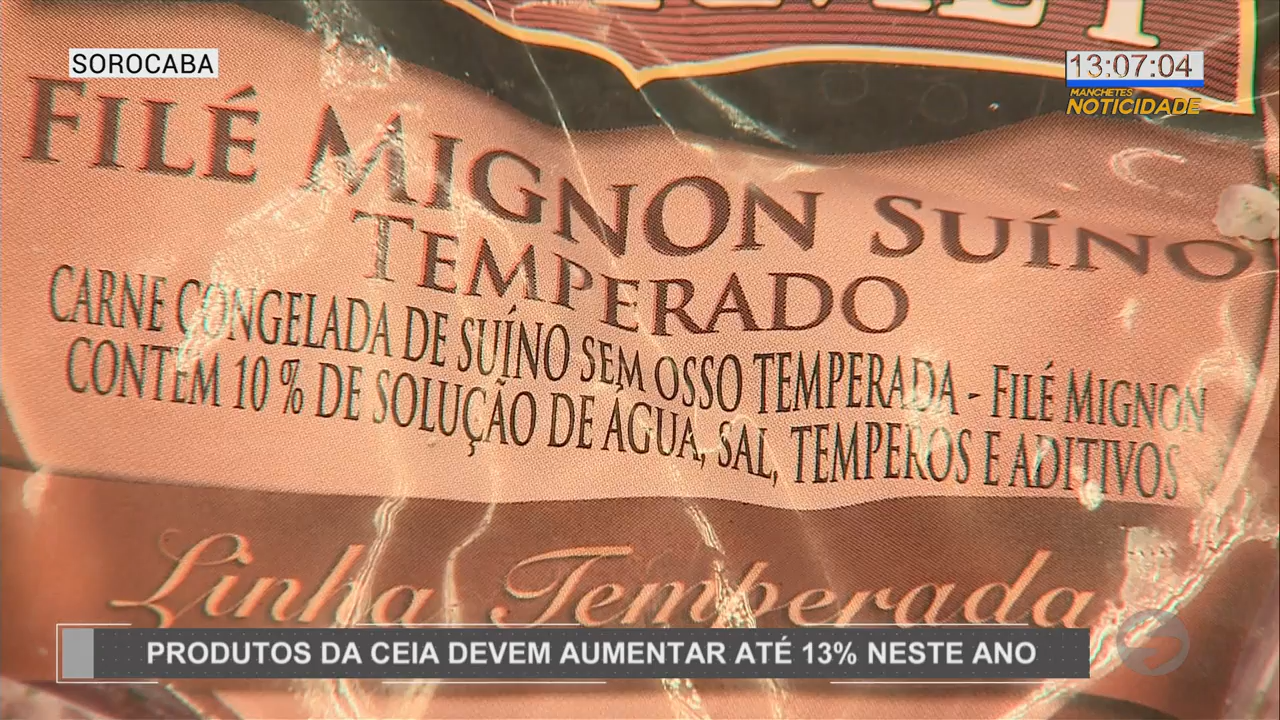 SOROCABA
13:07:04
MANCHETES
NOTICIDADE
FILÉ MIGNON SUÍNO
TEMPERADO
CARNE CONGELADA DE SUÍNO SEM OSSO TEMPERADA - FILÉ MIGNON
CONTÉM 10 % DE SOLUÇÃO DE ÁGUA, SAL, TEMPEROS E ADITIVOS
Linha Temperada
PRODUTOS DA CEIA DEVEM AUMENTAR ATÉ 13% NESTE ANO